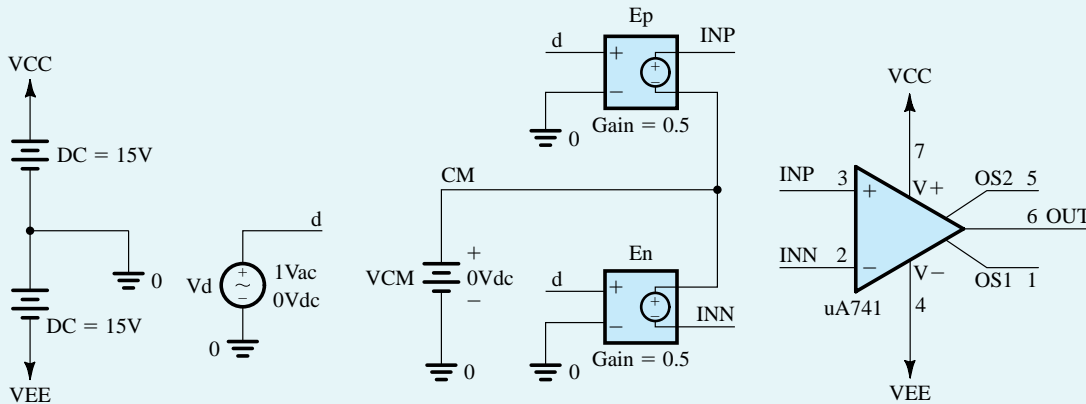 VCC
DC = 15V
0
DC = 15V
VEE
d
Vd
+
~
−
1Vac
0Vdc
0
Ep
d
+
−
+
−
INP
0
Gain = 0.5
CM
VCM
+
0Vdc
−
0
En
d
+
−
+
−
INN
0
Gain = 0.5
VCC
7
INP
3
+
V+
OS2 5
6 OUT
INN
2
−
V−
OS1 1
uA741
4
VEE